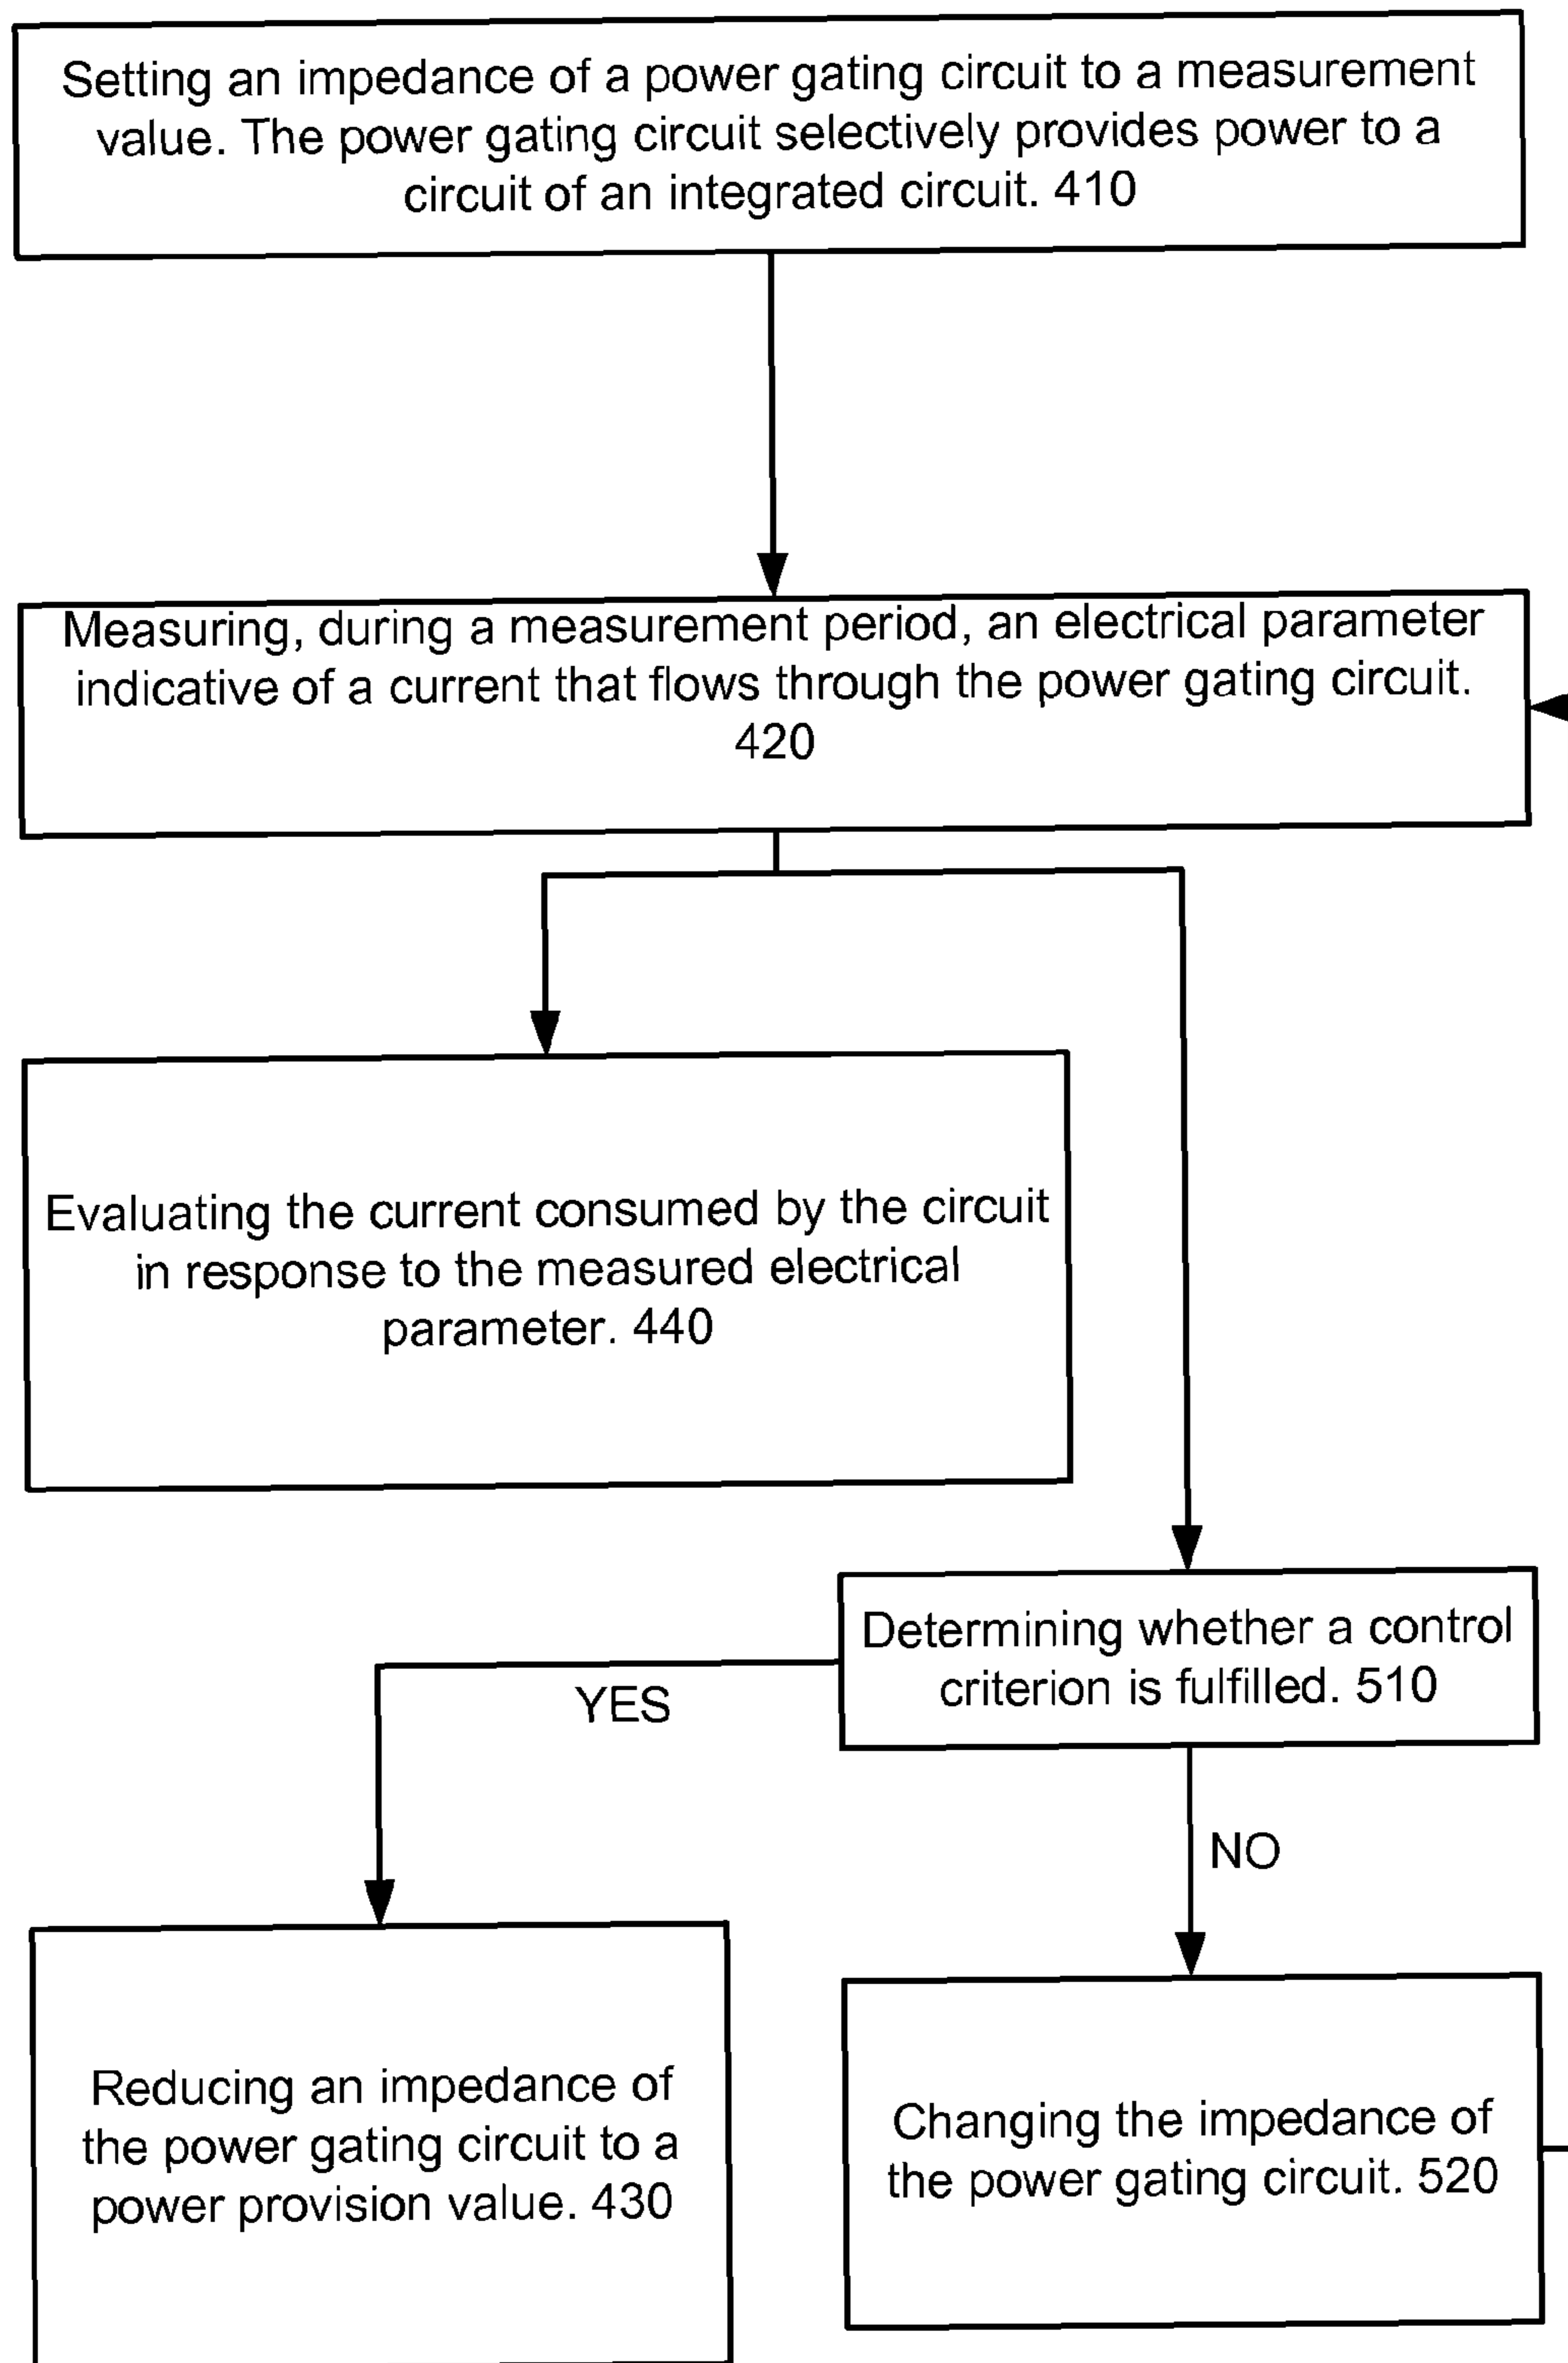 Setting an impedance of a power gating circuit to a measurement
value. The power gating circuit selectively provides power to a
circuit of an integrated circuit. 410
Measuring, during a measurement period, an electrical parameter
indicative of a current that flows through the power gating circuit.
420
Evaluating the current consumed by the circuit
in response to the measured electrical
parameter. 440
Determining whether a control
criterion is fulfilled. 510
YES
NO
Reducing an impedance of
the power gating circuit to a
power provision value. 430
Changing the impedance of
the power gating circuit. 520